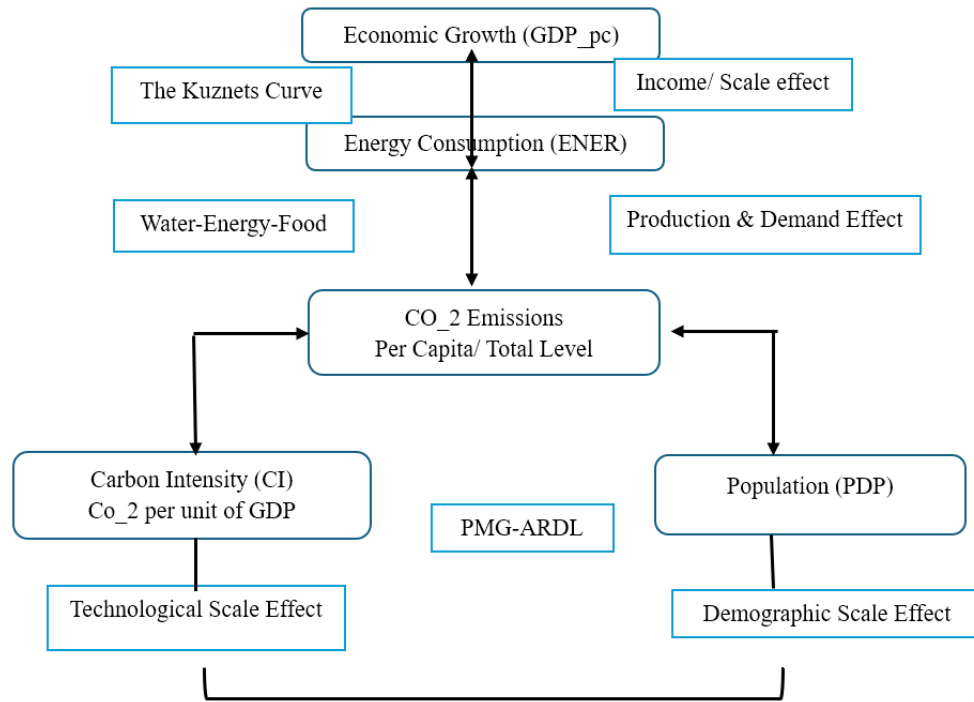 Economic Growth (GDP_pc)
The Kuznets Curve
Income/ Scale effect
Energy Consumption (ENER)
Water-Energy-Food
Production & Demand Effect
CO_2 Emissions
Per Capita/ Total Level
Carbon Intensity (CI)
Co_2 per unit of GDP
Population (PDP)
PMG-ARDL
Technological Scale Effect
Demographic Scale Effect